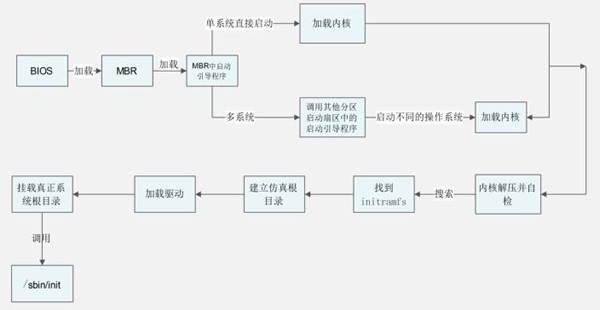 单系统直接启动
加载内核
BIOS
加载
MBR
加载
MBR中启动
引导程序
多系统
调用其他分区
启动扇区中的
启动引导程序
启动不同的操作系统
加载内核
挂载真正系
统根目录
加载驱动
建立仿真根
目录
找到
initramfs
搜索
内核解压并自
检
调用
/sbin/init